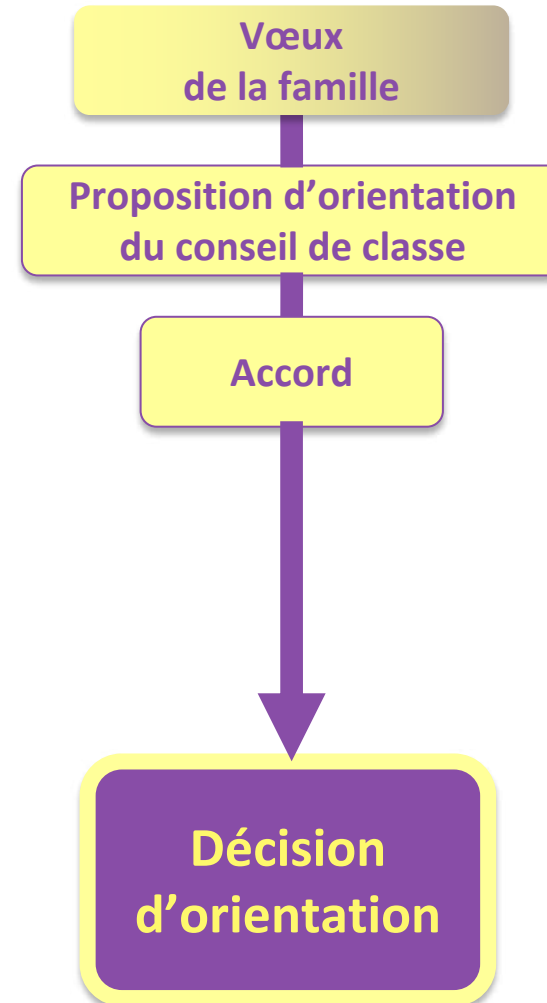 Vœux
de la famille
Proposition d’orientation
du conseil de classe
Accord
Décision
d’orientation